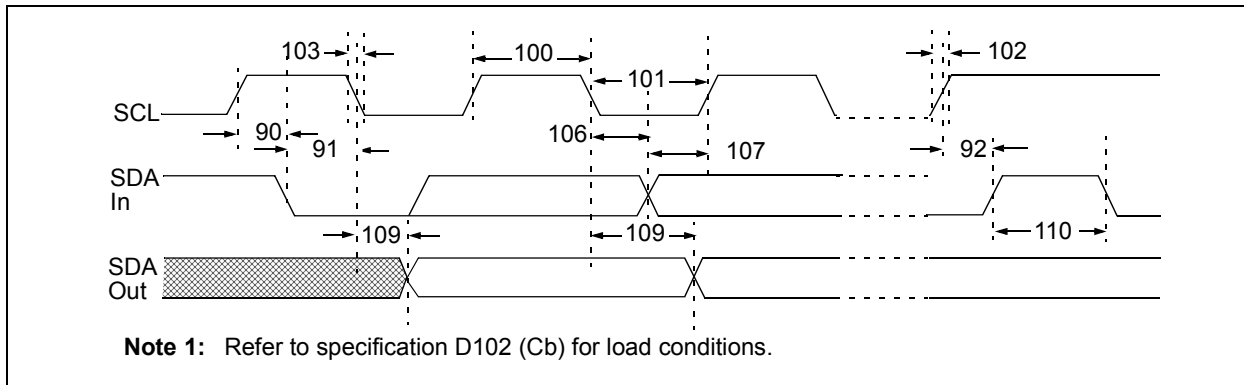 103
100
102
101
SCL
90
106
91
107
92
SDA
In
109
109
110
SDA
Out
Note 1: Refer to specification D102 (Cb) for load conditions.